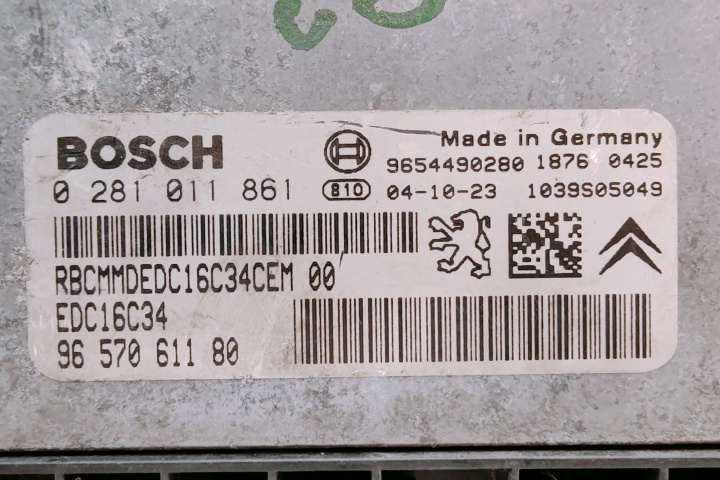 BOSCH
Made in Germany
9654490280 1876 0425
0 281 011 861
810 04-10-23 1039S05049
RBCMMDEDC16C34CEM 00
EDC16C34
96 570 611 80